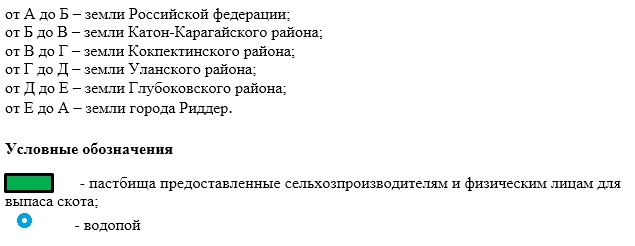 от А до Б – земли Российской федерации;
от Б до В – земли Катон-Карагайского района;
от В до Г – земли Кокпектинского района;
от Г до Д – земли Уланского района;
от Д до Е – земли Глубоковского района;
от Е до А – земли города Риддер.
Условные обозначения
- пастбища предоставленные сельхозпроизводителям и физическим лицам для
выпаса скота;
- водопой